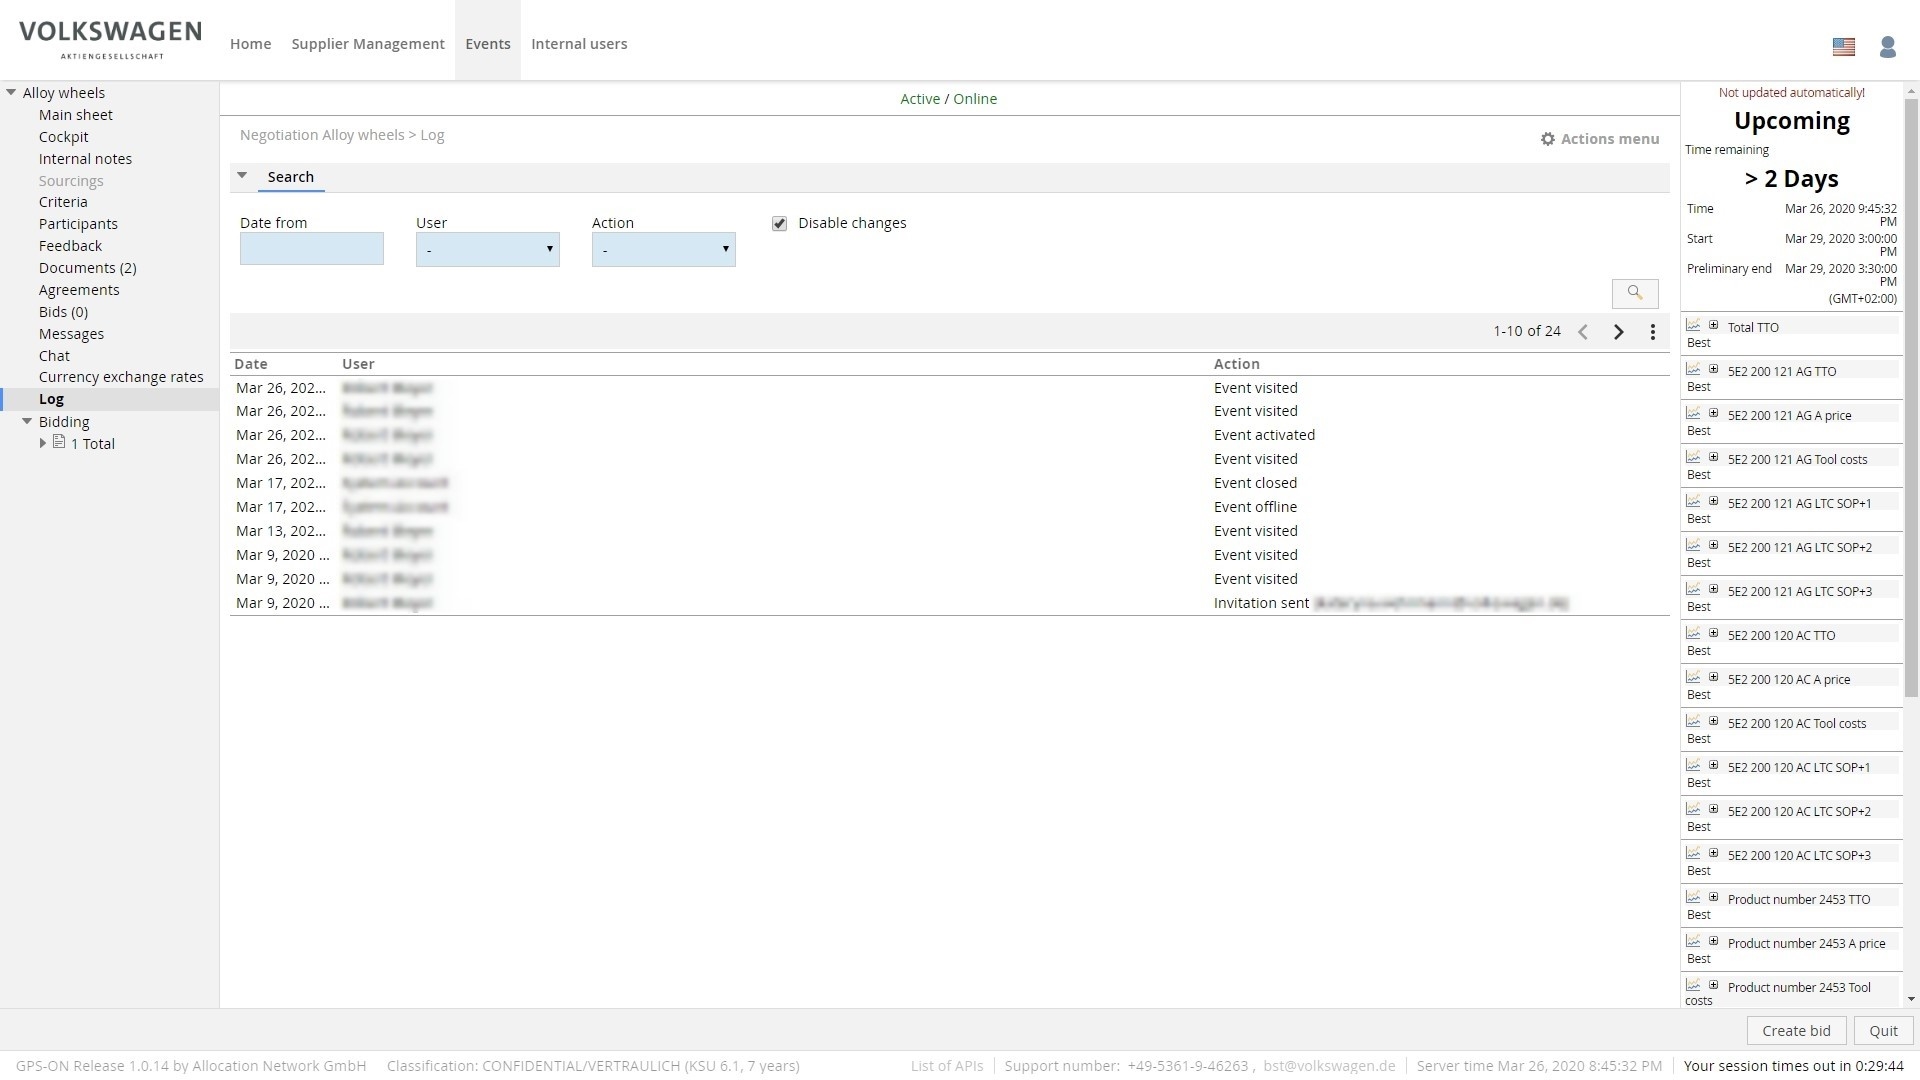 VOLKSWAGEN
AKTIENGESELLSCHAFT
Home
Supplier Management
Events
Internal users
Alloy wheels
Main sheet
Cockpit
Internal notes
Sourcings
Criteria
Participants
Feedback
Documents (2)
Agreements
Bids (0)
Messages
Chat
Currency exchange rates
Log
Bidding
1 Total
Active / Online
Negotiation Alloy wheels > Log
Actions menu
Search
Date from
User
Action
Disable changes
-
-
1-10 of 24
Date User Action
Mar 26, 202... Event visited
Mar 26, 202... Event visited
Mar 26, 202... Event activated
Mar 26, 202... Event visited
Mar 17, 202... Event closed
Mar 17, 202... Event offline
Mar 13, 202... Event visited
Mar 9, 2020 ... Event visited
Mar 9, 2020 ... Event visited
Mar 9, 2020 ... Invitation sent
Not updated automatically!
Upcoming
Time remaining
> 2 Days
Time Mar 26, 2020 9:45:32
PM
Start Mar 29, 2020 3:00:00
PM
Preliminary end Mar 29, 2020 3:30:00
PM
(GMT+02:00)
Total TTO
Best
5E2 200 121 AG TTO
Best
5E2 200 121 AG A price
Best
5E2 200 121 AG Tool costs
Best
5E2 200 121 AG LTC SOP+1
Best
5E2 200 121 AG LTC SOP+2
Best
5E2 200 121 AG LTC SOP+3
Best
5E2 200 120 AC TTO
Best
5E2 200 120 AC A price
Best
5E2 200 120 AC Tool costs
Best
5E2 200 120 AC LTC SOP+1
Best
5E2 200 120 AC LTC SOP+2
Best
5E2 200 120 AC LTC SOP+3
Best
Product number 2453 TTO
Best
Product number 2453 A price
Best
Product number 2453 Tool
costs
Create bid
Quit
GPS-ON Release 1.0.14 by Allocation Network GmbH
Classification: CONFIDENTIAL/VERTRAULICH (KSU 6.1, 7 years)
List of APIs
Support number: +49-5361-9-46263 , bst@volkswagen.de
Server time Mar 26, 2020 8:45:32 PM
Your session times out in 0:29:44